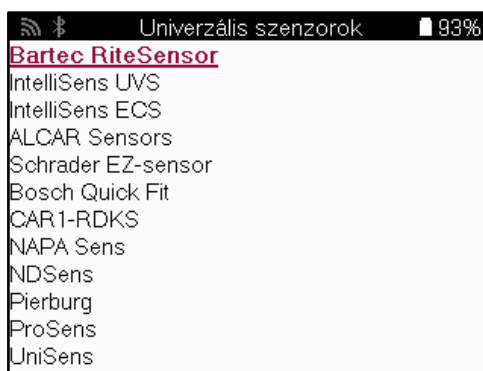 Univerzális szenzorok 93%
Bartec RiteSensor
IntelliSens UVS
IntelliSens ECS
ALCAR Sensors
Schrader EZ-sensor
Bosch Quick Fit
CAR1-RDKS
NAPA Sens
NDSens
Pierburg
ProSens
UniSens